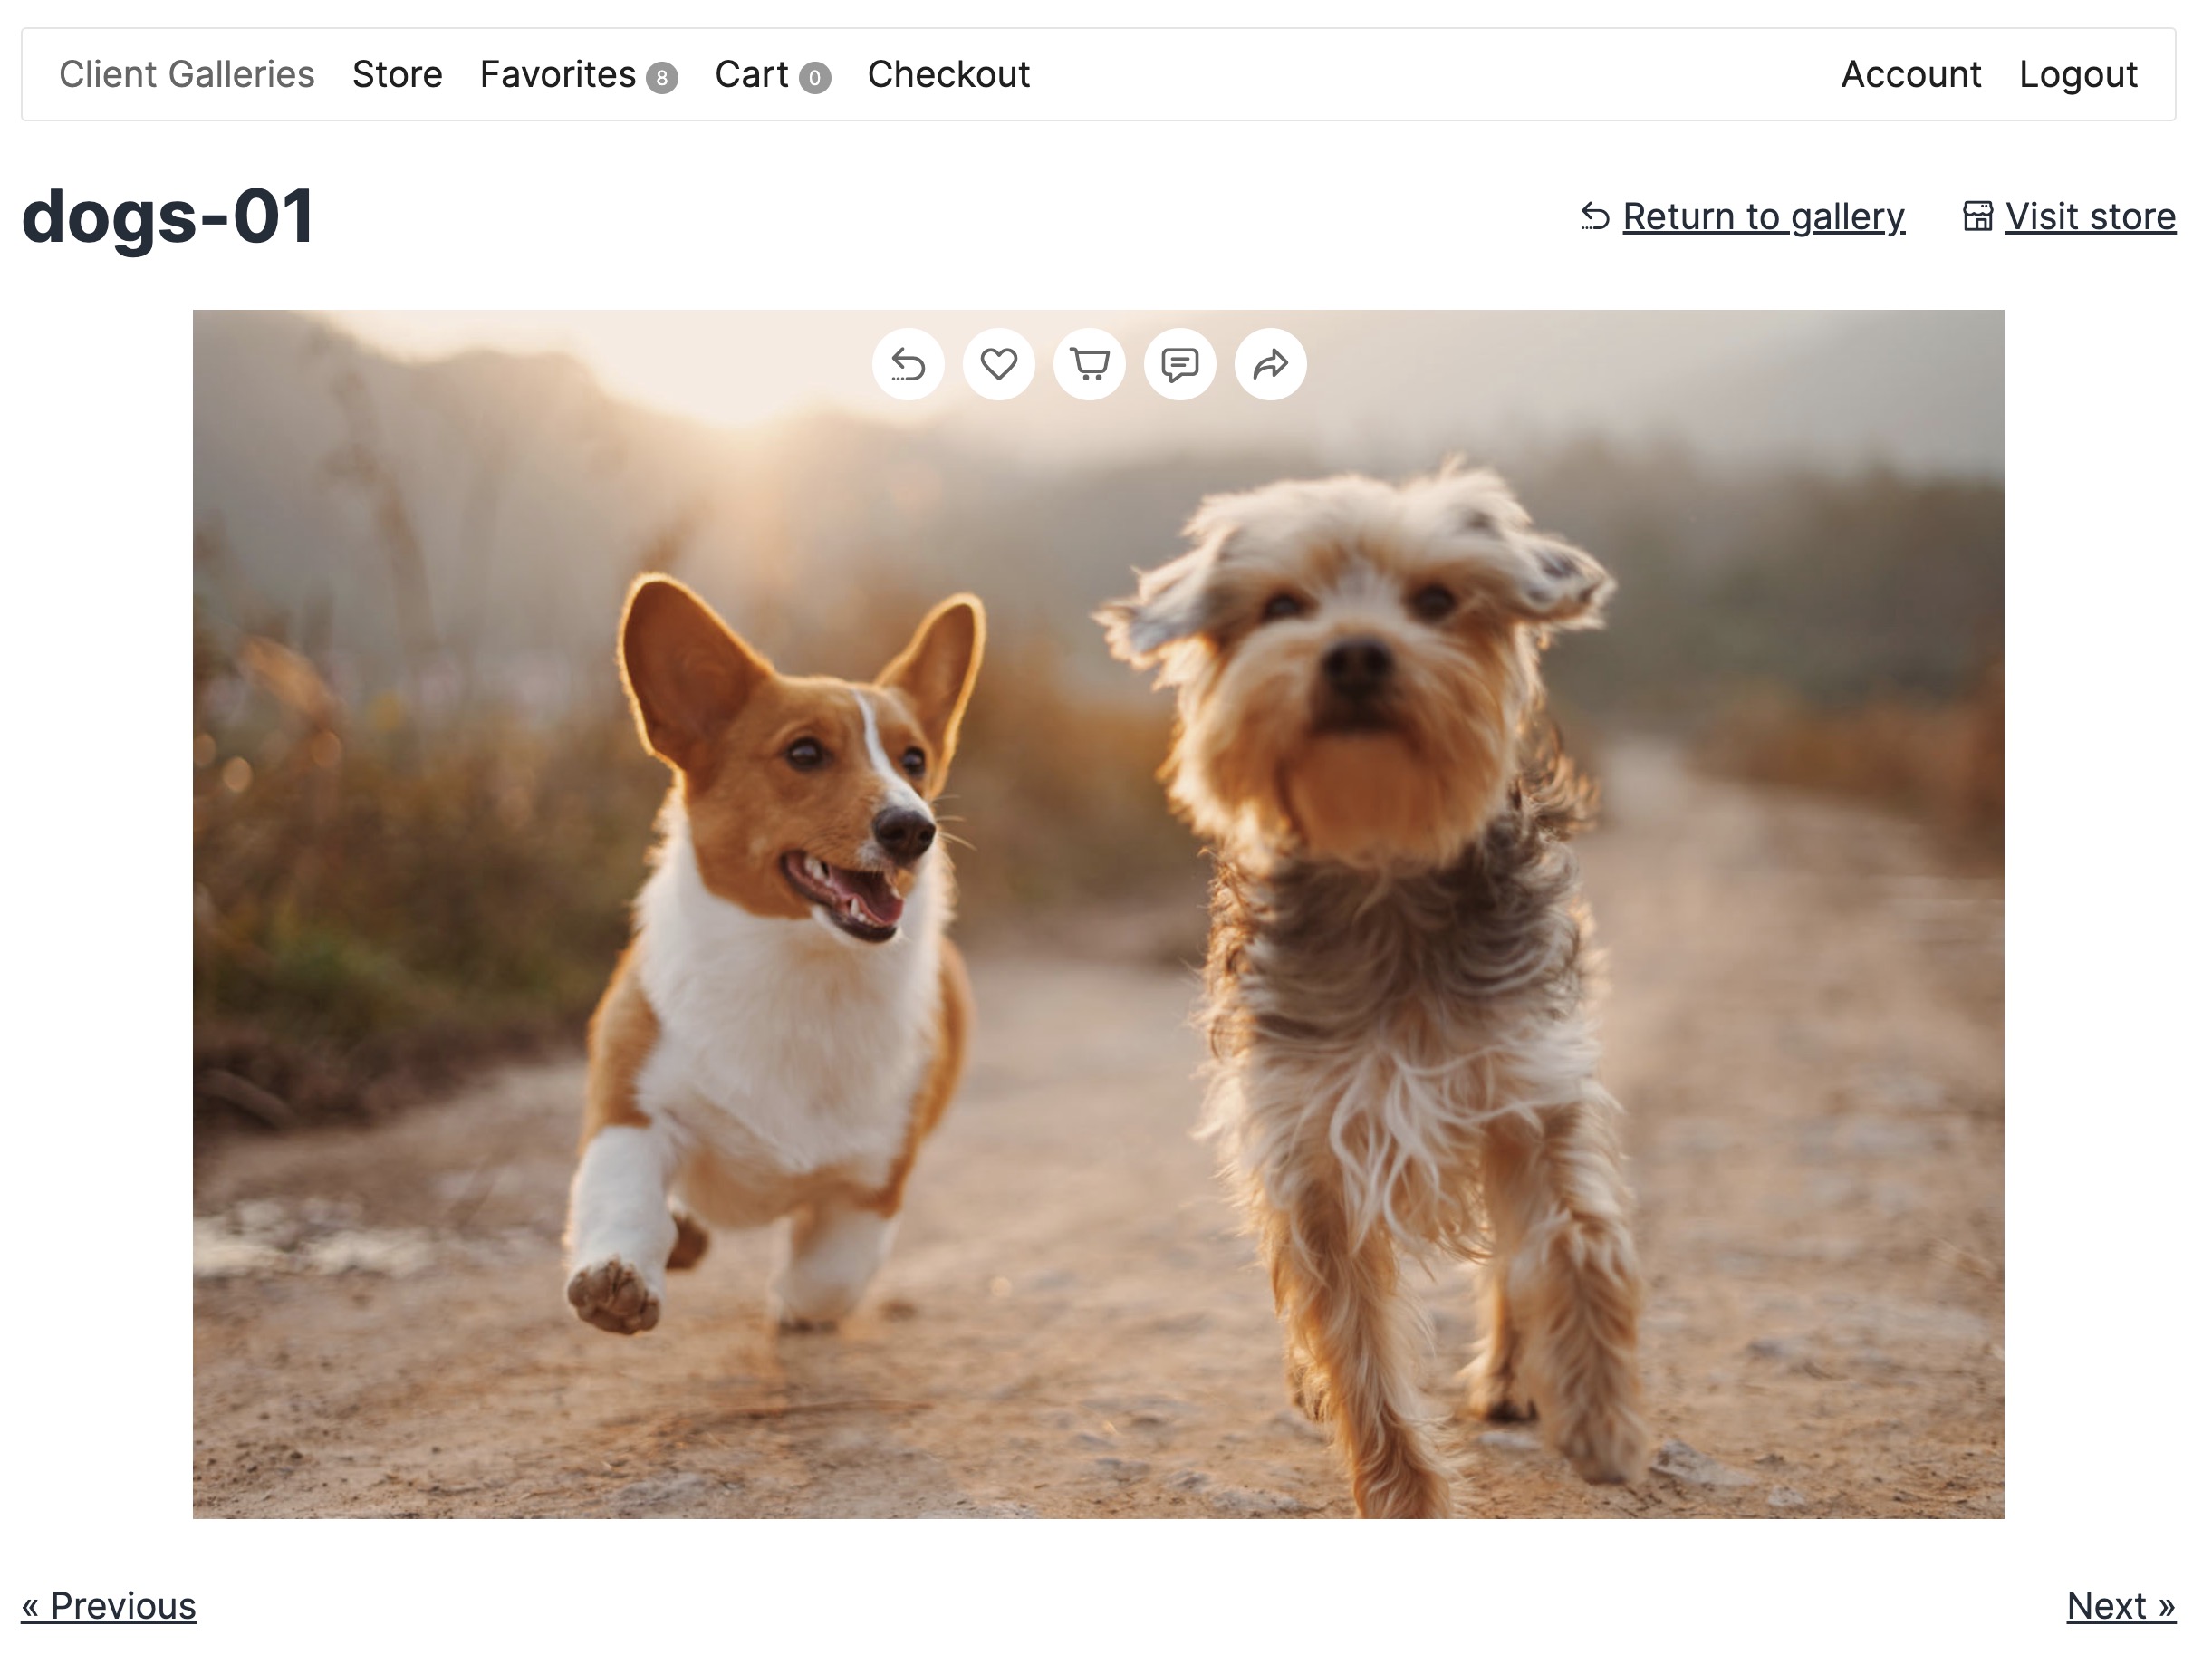 Client Galleries Store Favorites 8 Cart 0 Checkout Account Logout
dogs-01 Return to gallery Visit store
« Previous Next »